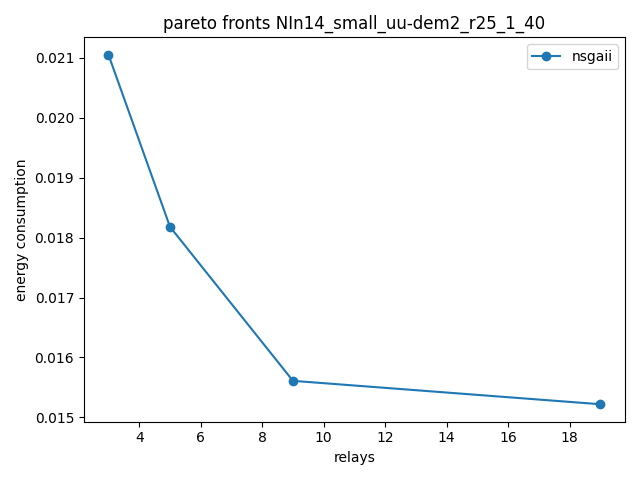 pareto fronts NIn14_small_uu-dem2_r25_1_40
nsgaii
0.021
0.020
0.019
0.018
0.017
0.016
0.015
energy consumption
4 6 8 10 12 14 16 18
relays